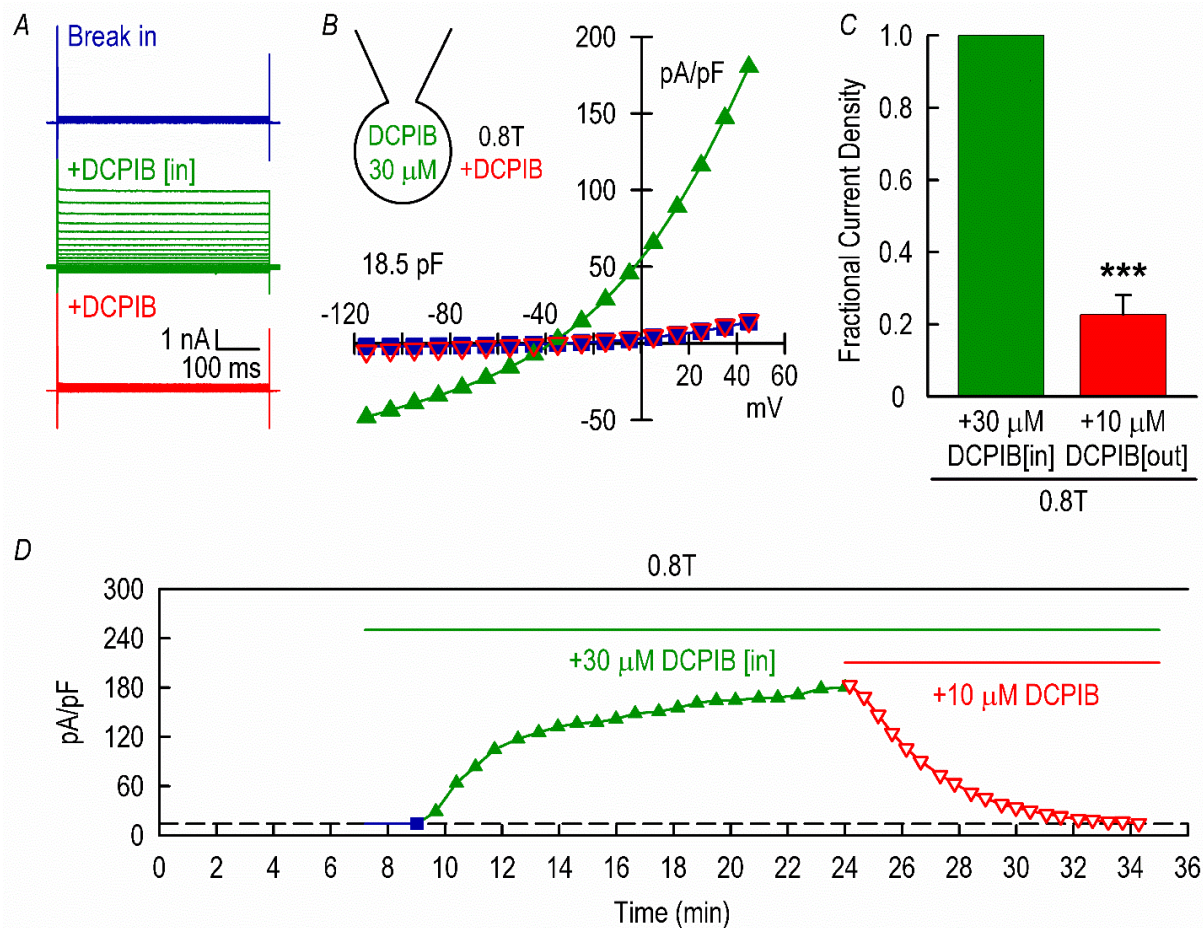 A
Break in
+DCPIB [in]
+DCPIB
1 nA
100 ms
B
DCPIB
30 μM
0.8T
+DCPIB
18.5 pF
pA/pF
200
150
100
50
-50
-120
-80
-40
20
40
60
mV
C
Fractional Current Density
1.0
0.8
0.6
0.4
0.2
0
***
+30 μM
DCPIB[in]
+10 μM
DCPIB[out]
0.8T
D
0.8T
+30 μM DCPIB [in]
+10 μM DCPIB
pA/pF
300
240
180
120
60
0
0 2 4 6 8 10 12 14 16 18 20 22 24 26 28 30 32 34 36
Time (min)